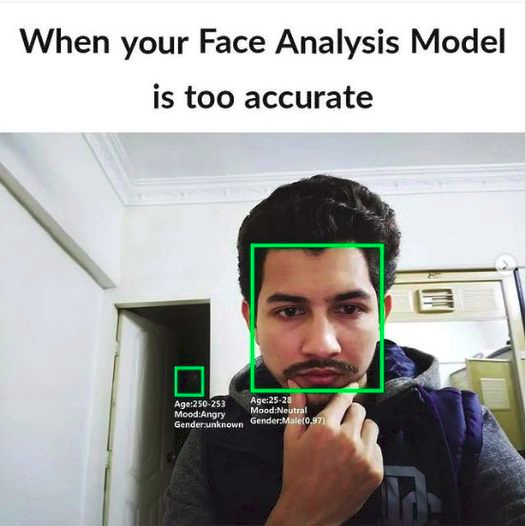 When your Face Analysis Model
is too accurate
Age:250-253
Mood:Angry
Gender:unknown
Age:25-28
Mood:Neutral
Gender:Male(0.97)